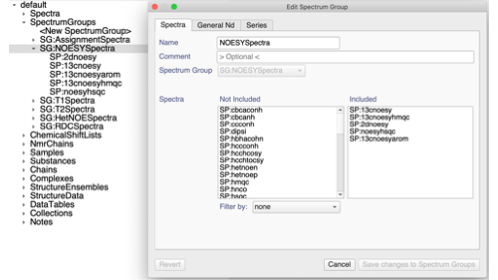 default
Spectra
SpectrumGroups
<New SpectrumGroup>
SG:AssignmentSpectra
SG:NOESYSpectra
SP:2dnoesy
SP:13cnoesy
SP:13cnoesyarom
SP:13cnoesyhmqc
SP:noesyhsqc
SG:T1Spectra
SG:T2Spectra
SG:HetNOESpectra
SG:RDCSpectra
ChemicalShiftLists
NmrChains
Samples
Substances
Chains
Complexes
StructureEnsembles
StructureData
DataTables
Collections
Notes
Edit Spectrum Group
Spectra General Nd Series
Name NOESYSpectra
Comment > Optional <
Spectrum Group SG:NOESYSpectra
Spectra Not Included Included
SP:cbcaconh
SP:cbcanh
SP:ccconh
SP:dipsi
SP:hbhacohn
SP:hccconh
SP:hcchcosy
SP:hcchtocsy
SP:hetnoen
SP:hetnoep
SP:hmqc
SP:hnco
SP:hsqc
SP:13cnoesy
SP:13cnoesyhmqc
SP:2dnoesy
SP:noesyhsqc
SP:13cnoesyarom
Filter by: none
Revert Cancel Save changes to Spectrum Groups